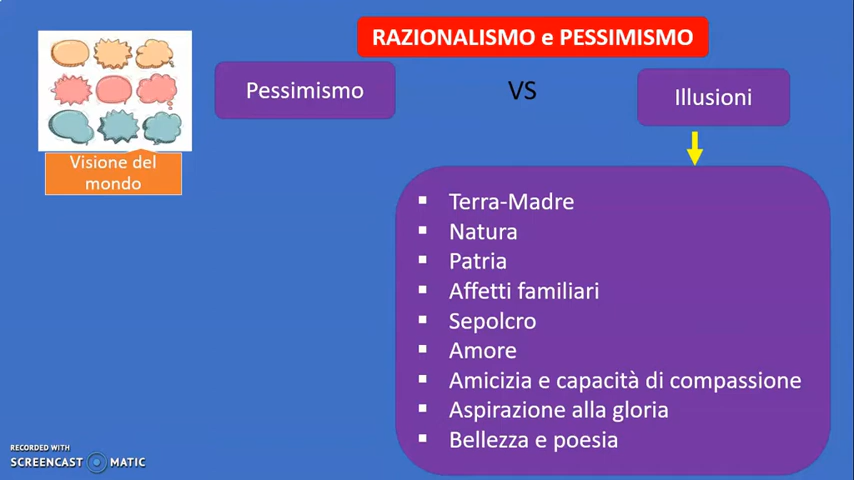 RAZIONALISMO e PESSIMISMO
Pessimismo
VS
Illusioni
Visione del
mondo
Terra-Madre
Natura
Patria
Affetti familiari
Sepolcro
Amore
Amicizia e capacità di compassione
Aspirazione alla gloria
Bellezza e poesia
RECORDED WITH
SCREENCAST MATIC